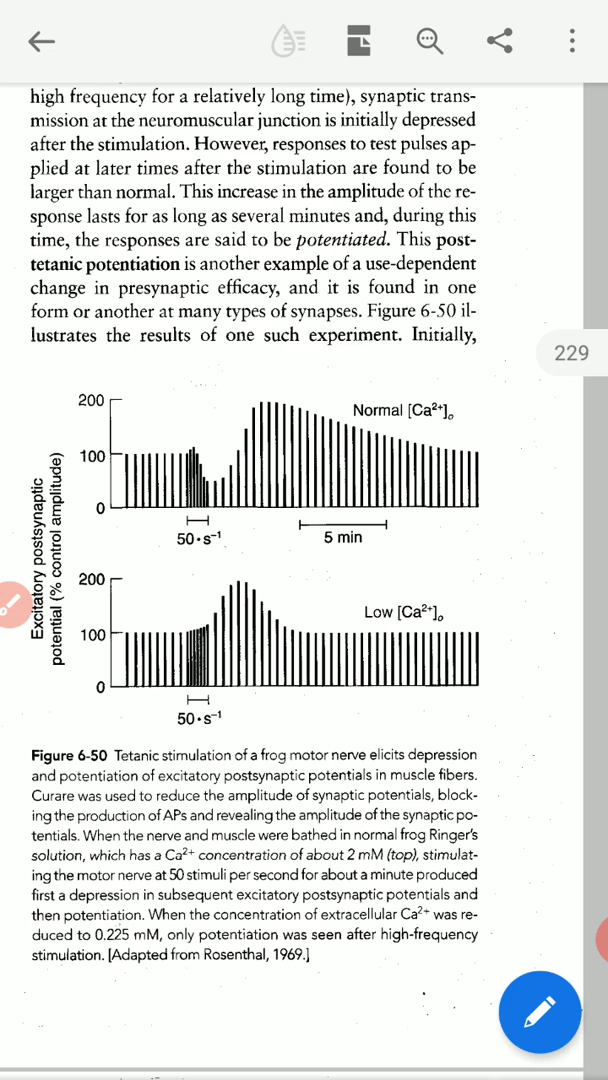 high frequency for a relatively long time), synaptic trans-
mission at the neuromuscular junction is initially depressed
after the stimulation. However, responses to test pulses ap-
plied at later times after the stimulation are found to be
larger than normal. This increase in the amplitude of the re-
sponse lasts for as long as several minutes and, during this
time, the responses are said to be potentiated. This post-
tetanic potentiation is another example of a use-dependent
change in presynaptic efficacy, and it is found in one
form or another at many types of synapses. Figure 6-50 il-
lustrates the results of one such experiment. Initially,
229
Excitatory postsynaptic
potential (% control amplitude)
200
100
0
Normal [Ca²⁺]ₒ
50•s⁻¹
5 min
200
100
0
Low [Ca²⁺]ₒ
50•s⁻¹
Figure 6-50 Tetanic stimulation of a frog motor nerve elicits depression
and potentiation of excitatory postsynaptic potentials in muscle fibers.
Curare was used to reduce the amplitude of synaptic potentials, block-
ing the production of APs and revealing the amplitude of the synaptic po-
tentials. When the nerve and muscle were bathed in normal frog Ringer's
solution, which has a Ca²⁺ concentration of about 2 mM (top), stimulat-
ing the motor nerve at 50 stimuli per second for about a minute produced
first a depression in subsequent excitatory postsynaptic potentials and
then potentiation. When the concentration of extracellular Ca²⁺ was re-
duced to 0.225 mM, only potentiation was seen after high-frequency
stimulation. [Adapted from Rosenthal, 1969.]